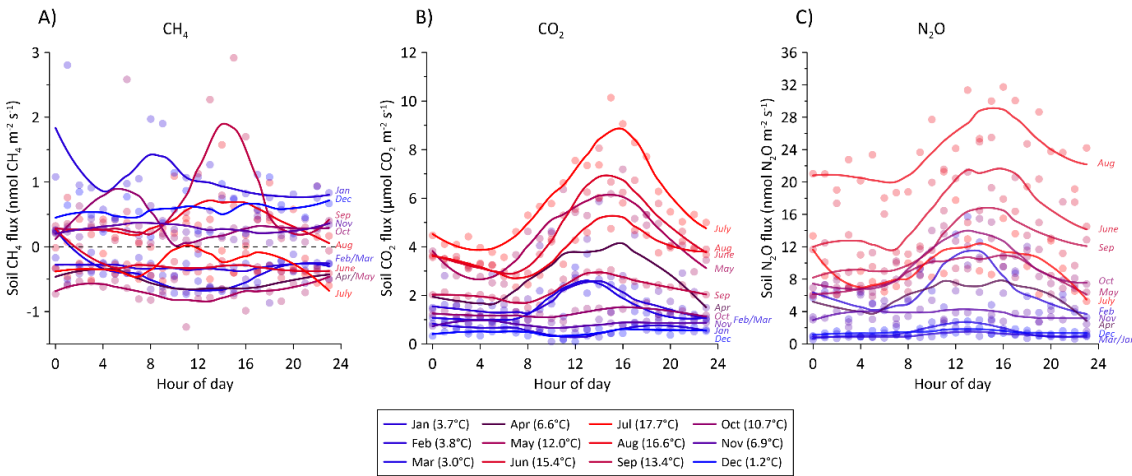 A)
CH4
Soil CH4 flux (nmol CH4 m-2 s-1)
3
2
1
0
-1
0
4
8
12
16
20
24
Hour of day
Jan
Dec
Sep
Nov
Oct
Aug
Feb/Mar
June
Apr/May
July
B)
CO2
Soil CO2 flux (µmol CO2 m-2 s-1)
12
10
8
6
4
2
0
0
4
8
12
16
20
24
Hour of day
July
Aug
June
May
Sep
Apr
Oct
Feb/Mar
Nov
Jan
Dec
C)
N2O
Soil N2O flux (nmol N2O m-2 s-1)
36
32
28
24
20
16
12
8
4
0
0
4
8
12
16
20
24
Hour of day
Aug
June
Sep
Oct
May
July
Feb
Nov
Apr
Dec
Mar/Jan
Jan (3.7°C)
Apr (6.6°C)
Jul (17.7°C)
Oct (10.7°C)
Feb (3.8°C)
May (12.0°C)
Aug (16.6°C)
Nov (6.9°C)
Mar (3.0°C)
Jun (15.4°C)
Sep (13.4°C)
Dec (1.2°C)